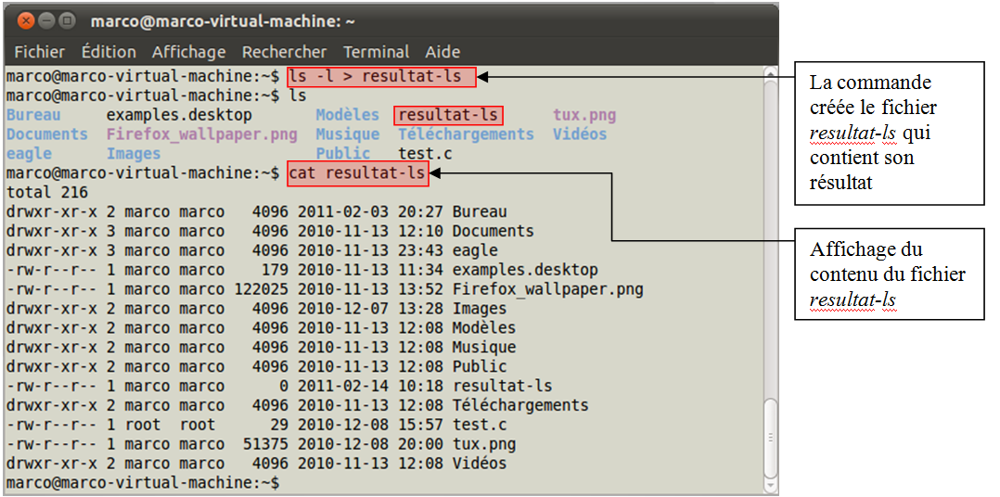 marco@marco-virtual-machine: ~
Fichier Édition Affichage Rechercher Terminal Aide
marco@marco-virtual-machine:~$ ls -l > resultat-ls
marco@marco-virtual-machine:~$ ls
Bureau examples.desktop Modèles resultat-ls tux.png
Documents Firefox_wallpaper.png Musique Téléchargements Vidéos
eagle Images Public test.c
marco@marco-virtual-machine:~$ cat resultat-ls
total 216
drwxr-xr-x 2 marco marco 4096 2011-02-03 20:27 Bureau
drwxr-xr-x 3 marco marco 4096 2010-11-13 12:10 Documents
drwxr-xr-x 3 marco marco 4096 2010-11-13 23:43 eagle
-rw-r--r-- 1 marco marco 179 2010-11-13 11:34 examples.desktop
-rw-r--r-- 1 marco marco 122025 2010-11-13 13:52 Firefox_wallpaper.png
drwxr-xr-x 2 marco marco 4096 2010-12-07 13:28 Images
drwxr-xr-x 2 marco marco 4096 2010-11-13 12:08 Modèles
drwxr-xr-x 2 marco marco 4096 2010-11-13 12:08 Musique
drwxr-xr-x 2 marco marco 4096 2010-11-13 12:08 Public
-rw-r--r-- 1 marco marco 0 2011-02-14 10:18 resultat-ls
drwxr-xr-x 2 marco marco 4096 2010-11-13 12:08 Téléchargements
-rw-r--r-- 1 root root 29 2010-12-08 15:57 test.c
-rw-r--r-- 1 marco marco 51375 2010-12-08 20:00 tux.png
drwxr-xr-x 2 marco marco 4096 2010-11-13 12:08 Vidéos
marco@marco-virtual-machine:~$
La commande
créée le fichier
resultat-ls qui
contient son
résultat
Affichage du
contenu du fichier
resultat-ls